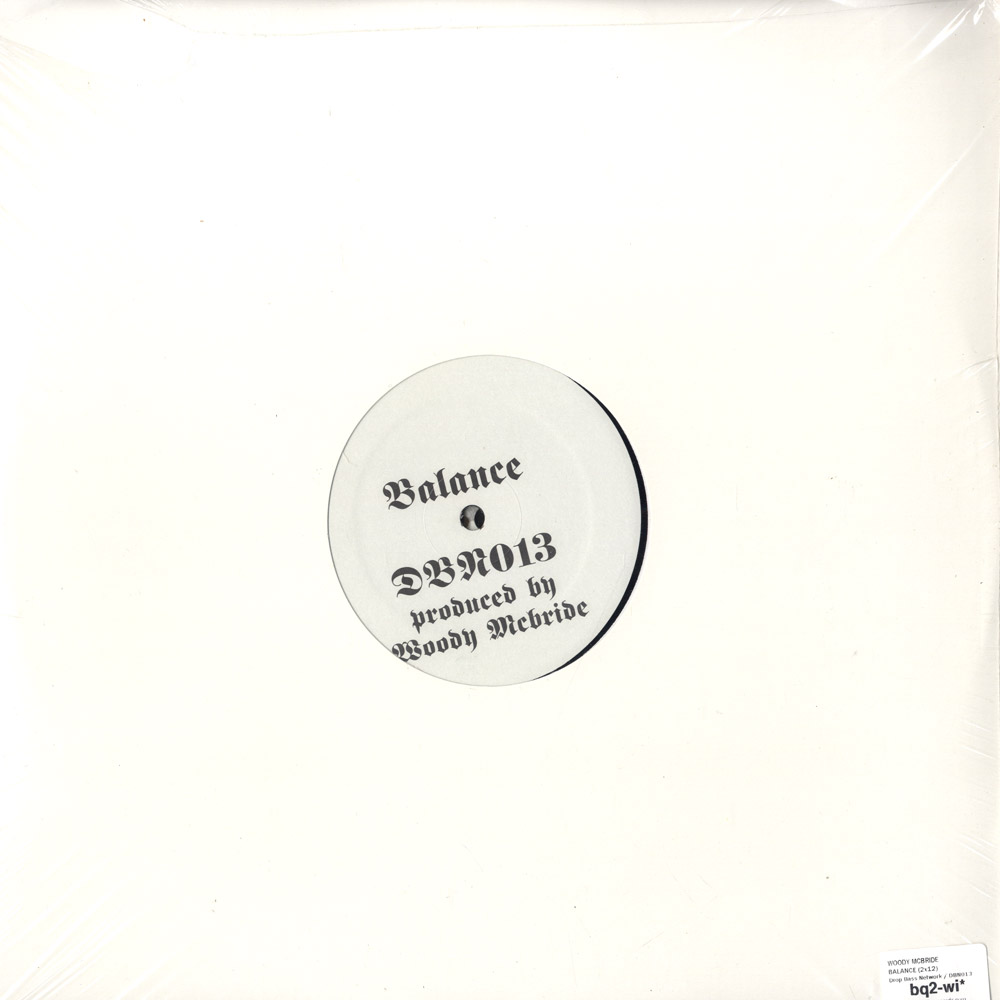 Balance
DBN013
produced by
Woody Mcbride
WOODY MCBRIDE
BALANCE (2x12)
Drop Bass Network / DBN013
bq2-wi*